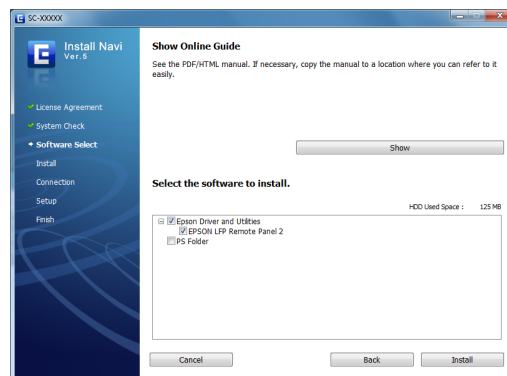 SC-XXXXX
Install Navi
Ver.5
License Agreement
System Check
Software Select
Install
Connection
Setup
Finish
Show Online Guide
See the PDF/HTML manual. If necessary, copy the manual to a location where you can refer to it
easily.
Show
Select the software to install.
HDD Used Space : 125 MB
Epson Driver and Utilities
EPSON LFP Remote Panel 2
PS Folder
Cancel
Back
Install